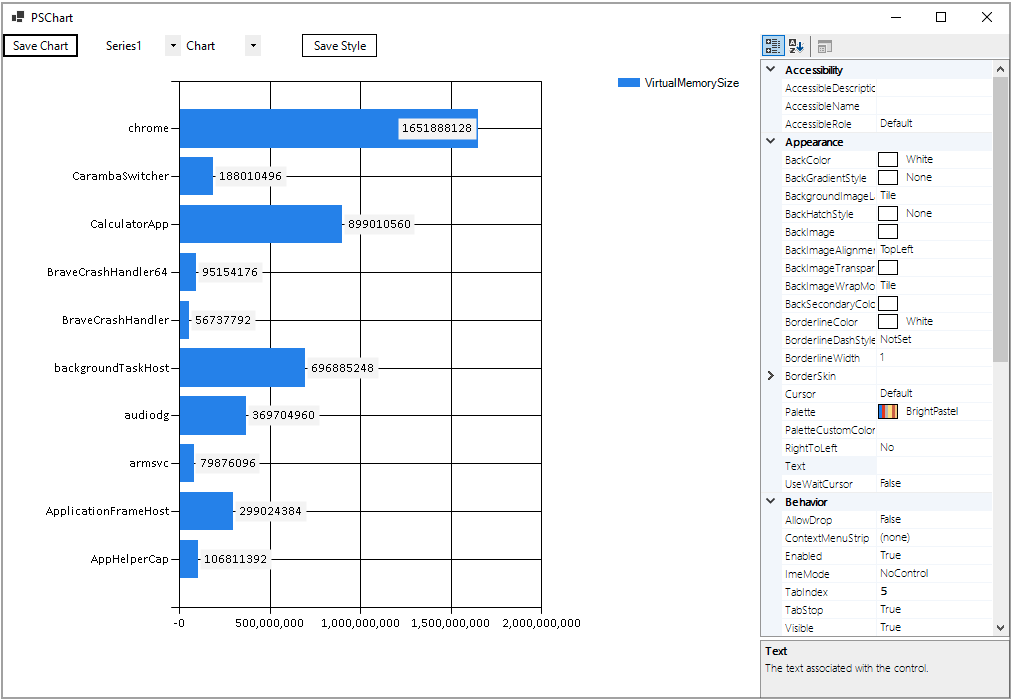 PSChart
Save Chart Series1 Chart Save Style
VirtualMemorySize
chrome 1651888128
CarambaSwitcher 188010496
CalculatorApp 899010560
BraveCrashHandler64 95154176
BraveCrashHandler 56737792
backgroundTaskHost 696885248
audiodg 369704960
armsvc 79876096
ApplicationFrameHost 299024384
AppHelperCap 106811392
-0 500,000,000 1,000,000,000 1,500,000,000 2,000,000,000
Accessibility
AccessibleDescriptic
AccessibleName
AccessibleRole Default
Appearance
BackColor White
BackGradientStyle None
BackgroundImageL Tile
BackHatchStyle None
BackImage
BackImageAlignmer TopLeft
BackImageTranspar
BackImageWrapMo Tile
BackSecondaryColc
BorderlineColor White
BorderlineDashStyle NotSet
BorderlineWidth 1
BorderSkin
Cursor Default
Palette BrightPastel
PaletteCustomColor
RightToLeft No
Text
UseWaitCursor False
Behavior
AllowDrop False
ContextMenuStrip (none)
Enabled True
ImeMode NoControl
TabIndex 5
TabStop True
Visible True
Text
The text associated with the control.